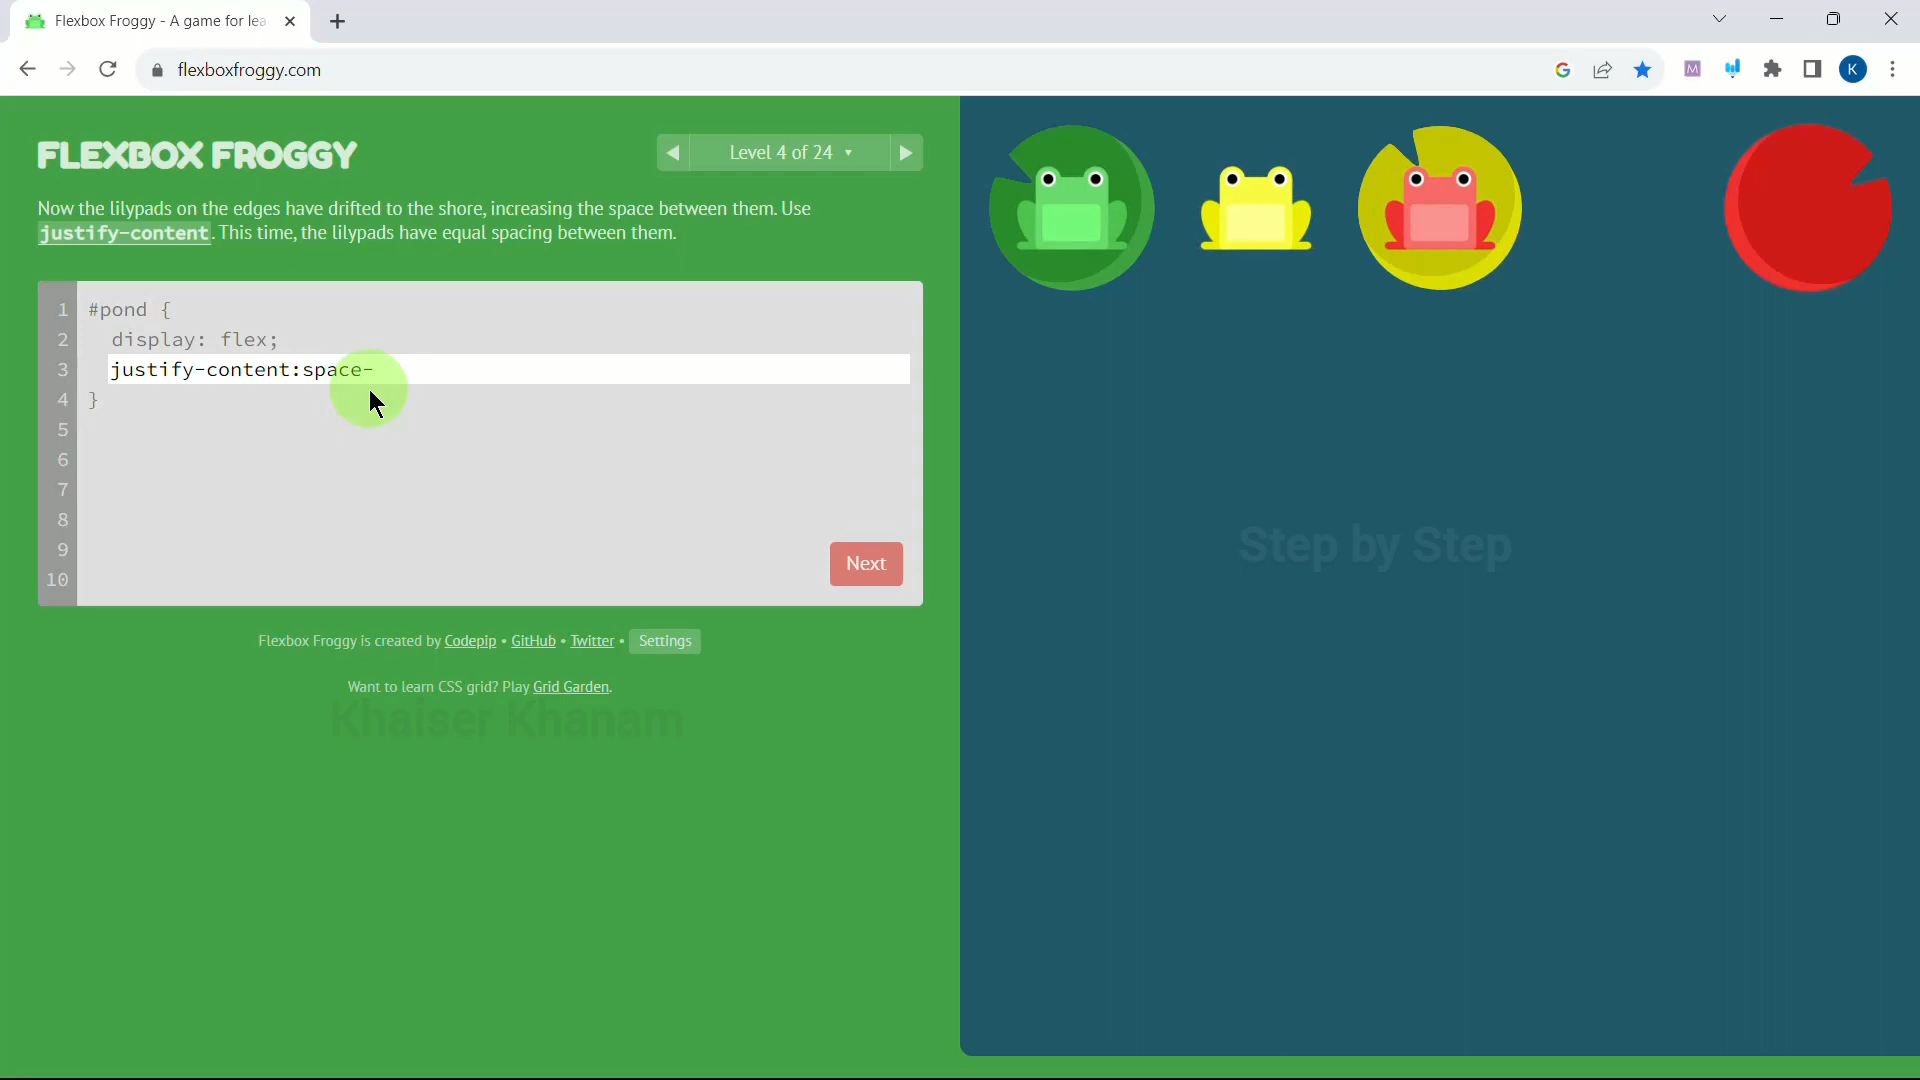 Flexbox Froggy - A game for lea
flexboxfroggy.com
M
K
FLEXBOX FROGGY
Level 4 of 24
Now the lilypads on the edges have drifted to the shore, increasing the space between them. Use
justify-content. This time, the lilypads have equal spacing between them.
1 #pond {
2 display: flex;
3 justify-content:space-
4 }
5
6
7
8
9
10
Next
Flexbox Froggy is created by Codepip • GitHub • Twitter • Settings
Want to learn CSS grid? Play Grid Garden.
Khaiser Khanam
Step by Step